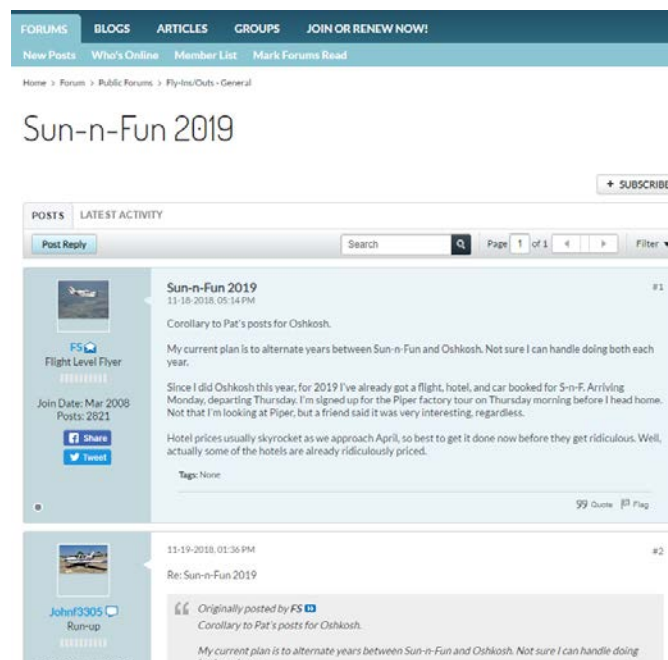 FORUMS BLOGS ARTICLES GROUPS JOIN OR RENEW NOW!
New Posts Who's Online Member List Mark Forums Read
Home > Forum > Public Forums > Fly-Ins/Outs - General
Sun-n-Fun 2019
+ SUBSCRIBE
POSTS LATEST ACTIVITY
Post Reply Search Page 1 of 1 Filter
FS
Flight Level Flyer
Join Date: Mar 2008
Posts: 2821
Share
Tweet
Sun-n-Fun 2019 #1
11-18-2018, 05:14 PM
Corollary to Pat's posts for Oshkosh.
My current plan is to alternate years between Sun-n-Fun and Oshkosh. Not sure I can handle doing both each
year.
Since I did Oshkosh this year, for 2019 I've already got a flight, hotel, and car booked for S-n-F. Arriving
Monday, departing Thursday. I'm signed up for the Piper factory tour on Thursday morning before I head home.
Not that I'm looking at Piper, but a friend said it was very interesting, regardless.
Hotel prices usually skyrocket as we approach April, so best to get it done now before they get ridiculous. Well,
actually some of the hotels are already ridiculously priced.
Tags: None
Quote Flag
Johnf3305
Run-up
11-19-2018, 01:36 PM #2
Re: Sun-n-Fun 2019
Originally posted by FS
Corollary to Pat's posts for Oshkosh.
My current plan is to alternate years between Sun-n-Fun and Oshkosh. Not sure I can handle doing